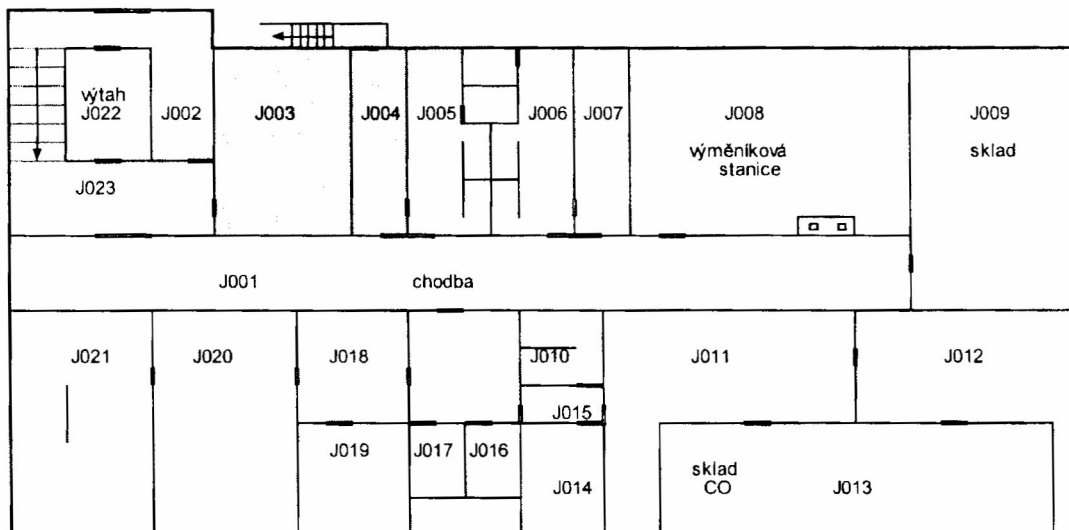 výtah
J022
J002
J003
J004
J005
J006
J007
J008
výměníková
stanice
J009
sklad
J023
J001
chodba
J021
J020
J018
J010
J011
J012
J015
J019
J017
J016
J014
sklad
CO
J013